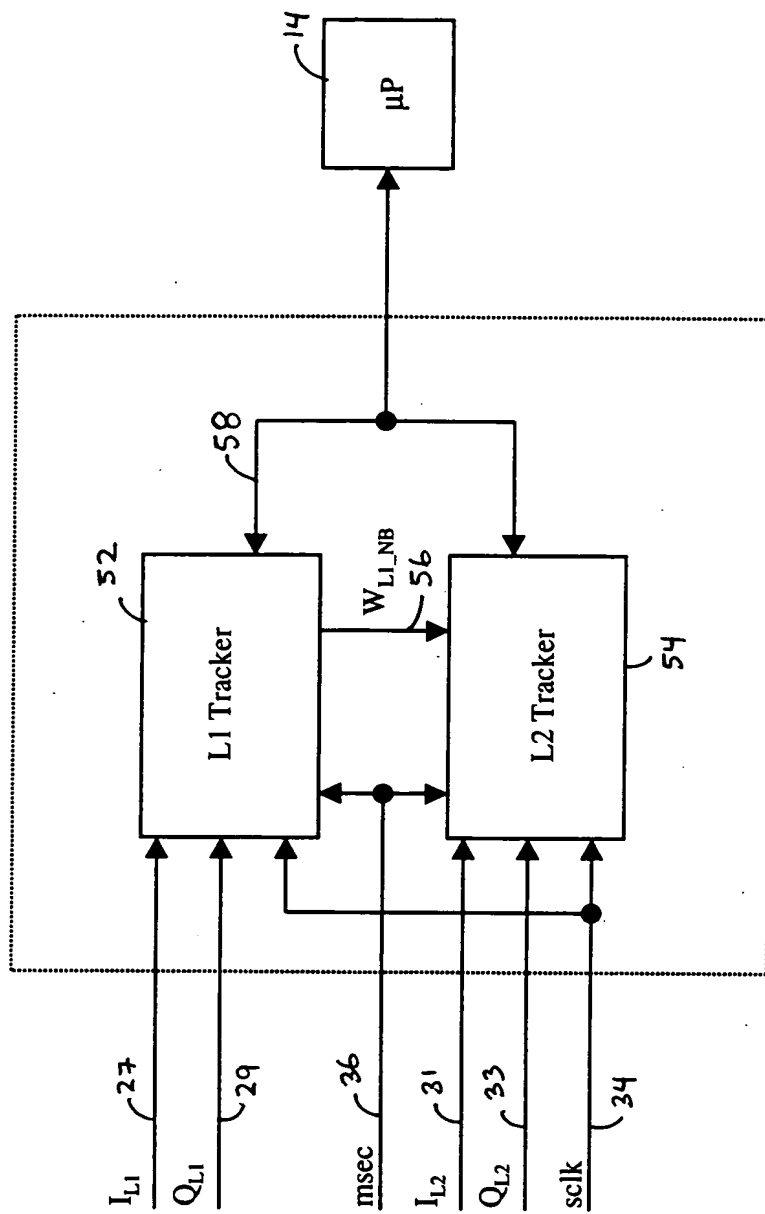 I_L1
27
Q_L1
29
msec
36
I_L2
31
Q_L2
33
sclk
34
52
L1 Tracker
58
W_L1_NB
56
L2 Tracker
54
14
μP